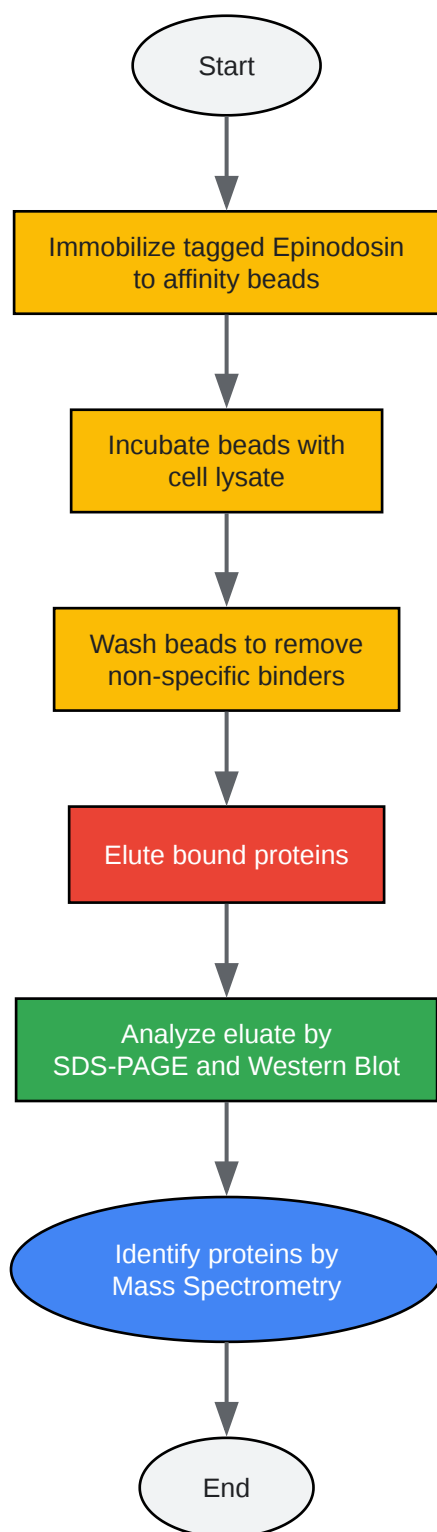 Start
Immobilize tagged Epinodosin
to affinity beads
Incubate beads with
cell lysate
Wash beads to remove
non-specific binders
Elute bound proteins
Analyze eluate by
SDS-PAGE and Western Blot
Identify proteins by
Mass Spectrometry
End